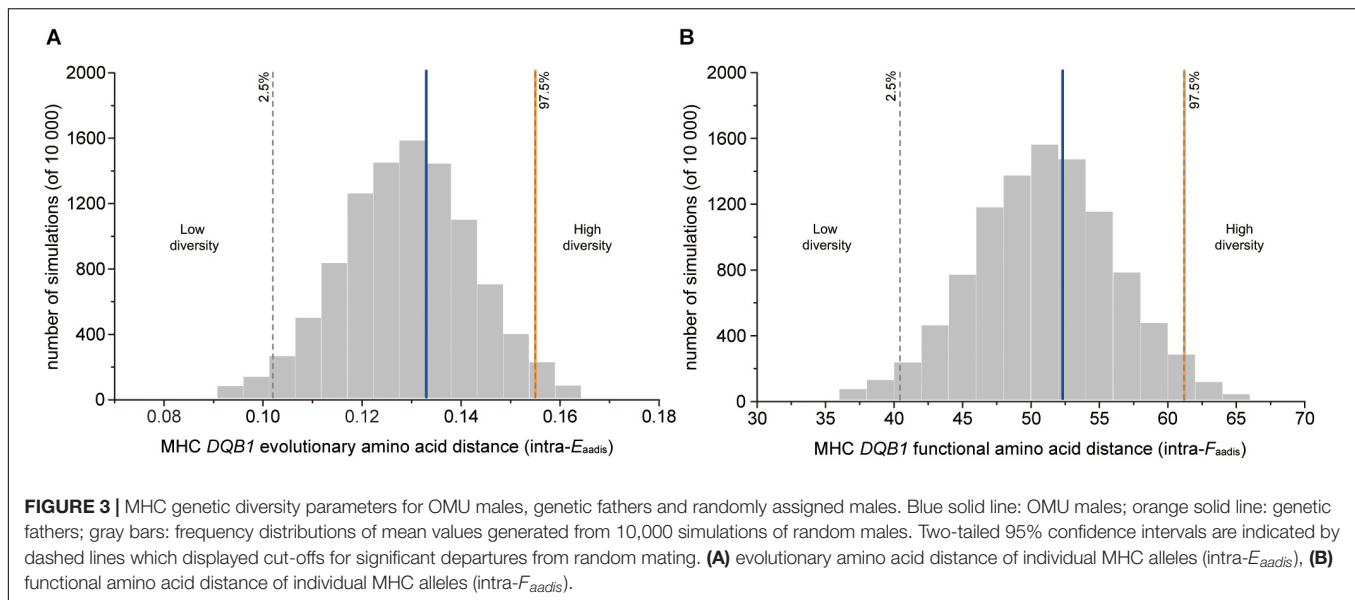 A
2000
1600
1200
800
400
0
number of simulations (of 10 000)
2.5%
97.5%
Low
diversity
High
diversity
0.08 0.10 0.12 0.14 0.16 0.18
MHC DQB1 evolutionary amino acid distance (intra-Eaadis)
B
2000
1600
1200
800
400
0
number of simulations (of 10 000)
2.5%
97.5%
Low
diversity
High
diversity
30 35 40 45 50 55 60 65 70
MHC DQB1 functional amino acid distance (intra-Faadis)
FIGURE 3 | MHC genetic diversity parameters for OMU males, genetic fathers and randomly assigned males. Blue solid line: OMU males; orange solid line: genetic
fathers; gray bars: frequency distributions of mean values generated from 10,000 simulations of random males. Two-tailed 95% confidence intervals are indicated by
dashed lines which displayed cut-offs for significant departures from random mating. (A) evolutionary amino acid distance of individual MHC alleles (intra-Eaadis), (B)
functional amino acid distance of individual MHC alleles (intra-Faadis).